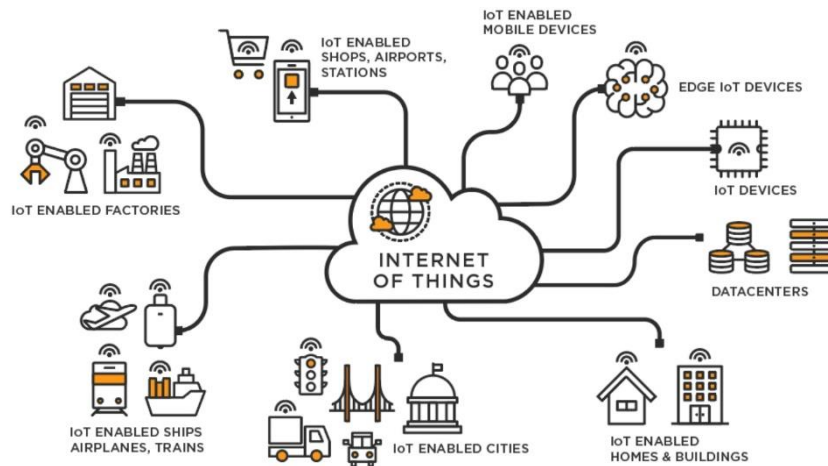 IoT ENABLED
SHOPS, AIRPORTS,
STATIONS
IoT ENABLED
MOBILE DEVICES
EDGE IoT DEVICES
IoT DEVICES
IoT ENABLED FACTORIES
INTERNET
OF THINGS
DATACENTERS
IoT ENABLED SHIPS
AIRPLANES, TRAINS
IoT ENABLED CITIES
IoT ENABLED
HOMES & BUILDINGS